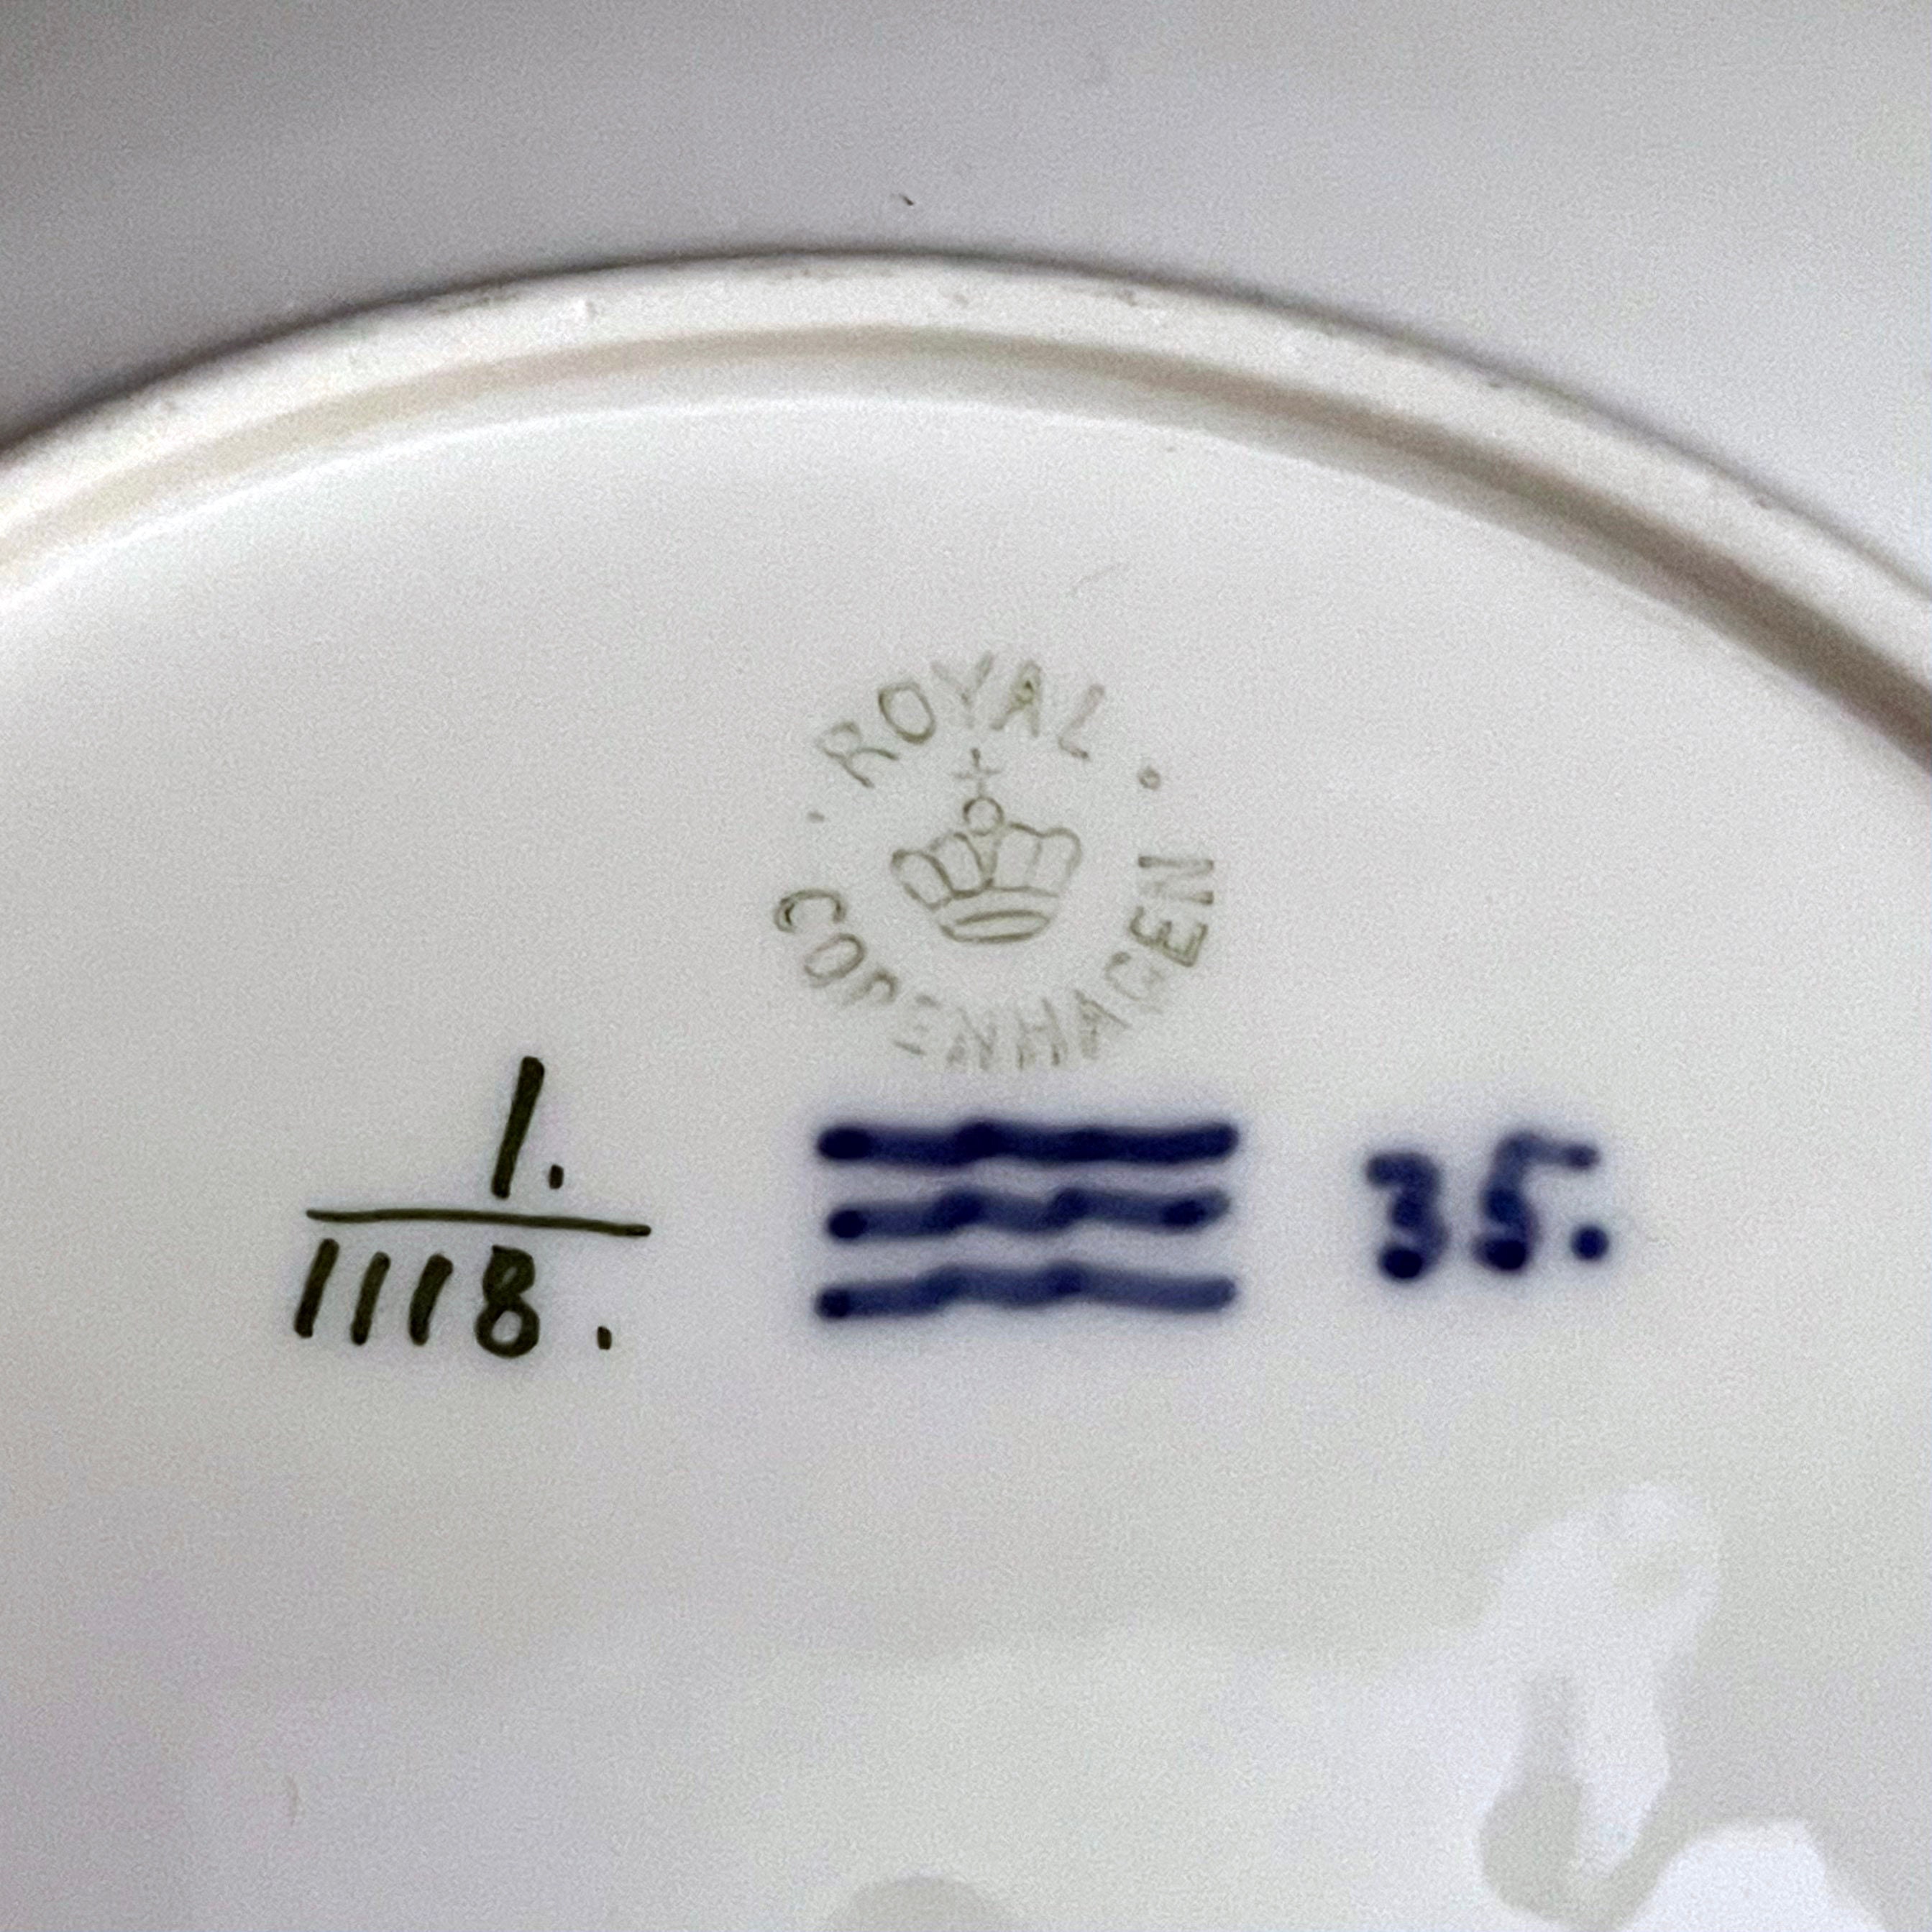 · ROYAL ·
COPENHAGEN
1.
1118.
35.